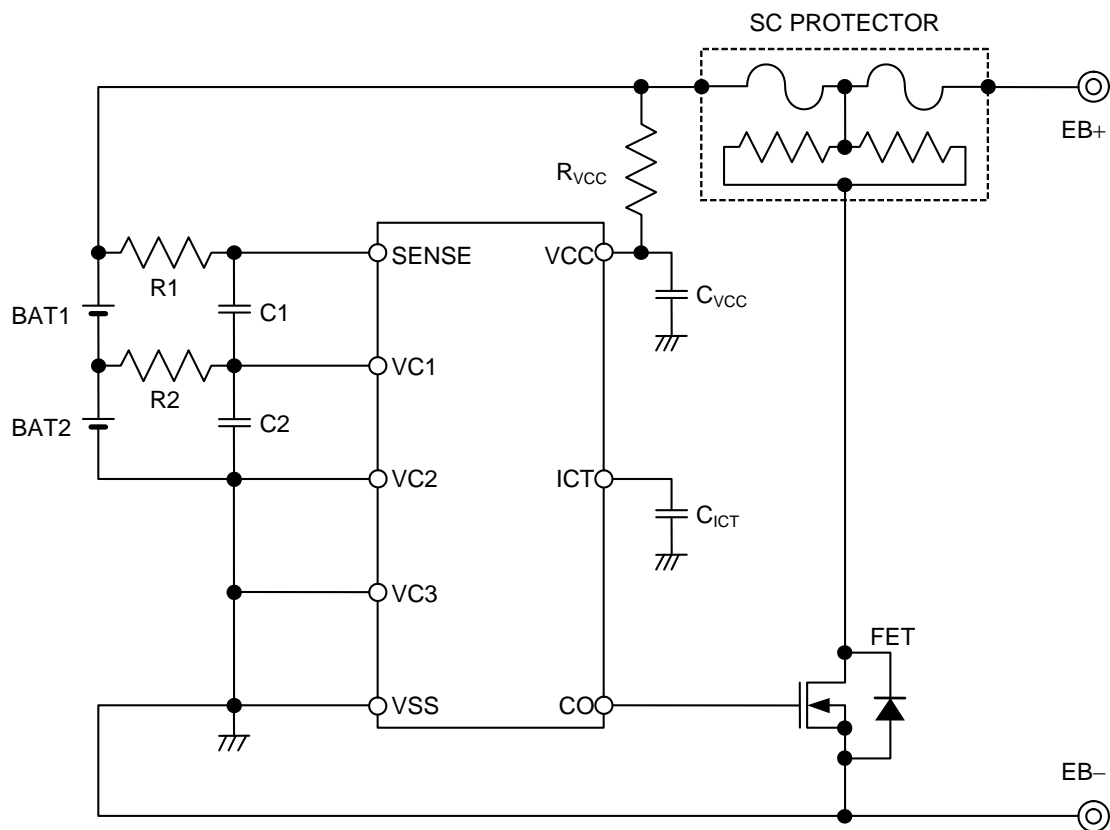 SC PROTECTOR
EB+
RVCC
SENSE
VCC
R1
C1
CVCC
BAT1
VC1
R2
C2
BAT2
VC2
ICT
CICT
VC3
FET
VSS
CO
EB−